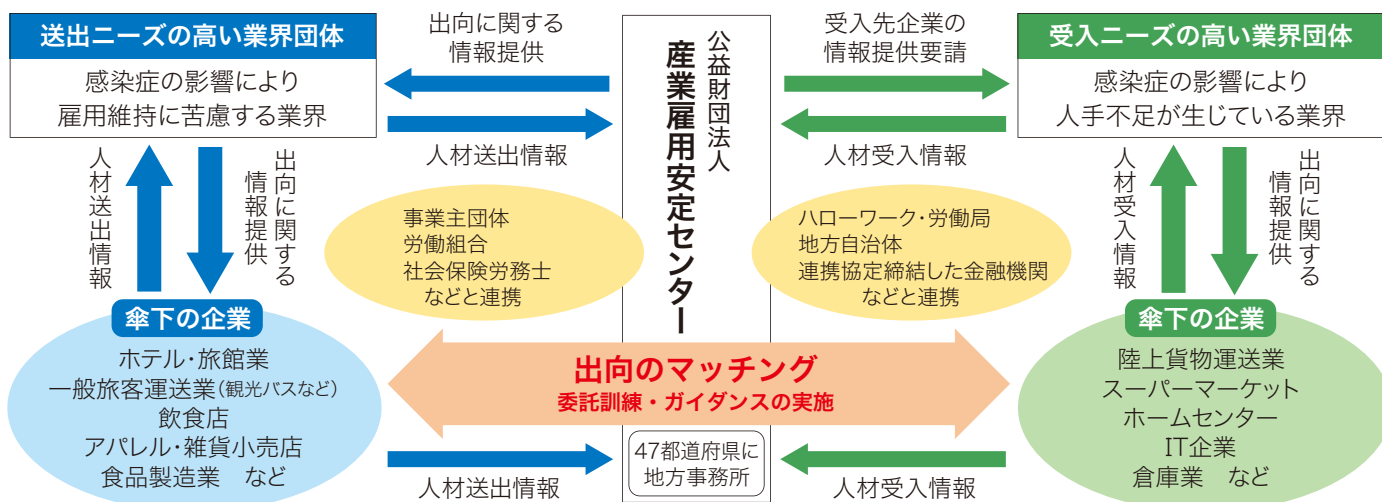 送出ニーズの高い業界団体
感染症の影響により
雇用維持に苦慮する業界
出向に関する
情報提供
人材送出情報
公益財団法人
産業雇用安定センター
受入先企業の
情報提供要請
人材受入情報
受入ニーズの高い業界団体
感染症の影響により
人手不足が生じている業界
人材送出情報
出向に関する
情報提供
事業主団体
労働組合
社会保険労務士
などと連携
ハローワーク・労働局
地方自治体
連携協定締結した金融機関
などと連携
人材受入情報
出向に関する
情報提供
傘下の企業
ホテル・旅館業
一般旅客運送業(観光バスなど)
飲食店
アパレル・雑貨小売店
食品製造業 など
出向のマッチング
委託訓練・ガイダンスの実施
傘下の企業
陸上貨物運送業
スーパーマーケット
ホームセンター
IT企業
倉庫業 など
人材送出情報
47都道府県に
地方事務所
人材受入情報